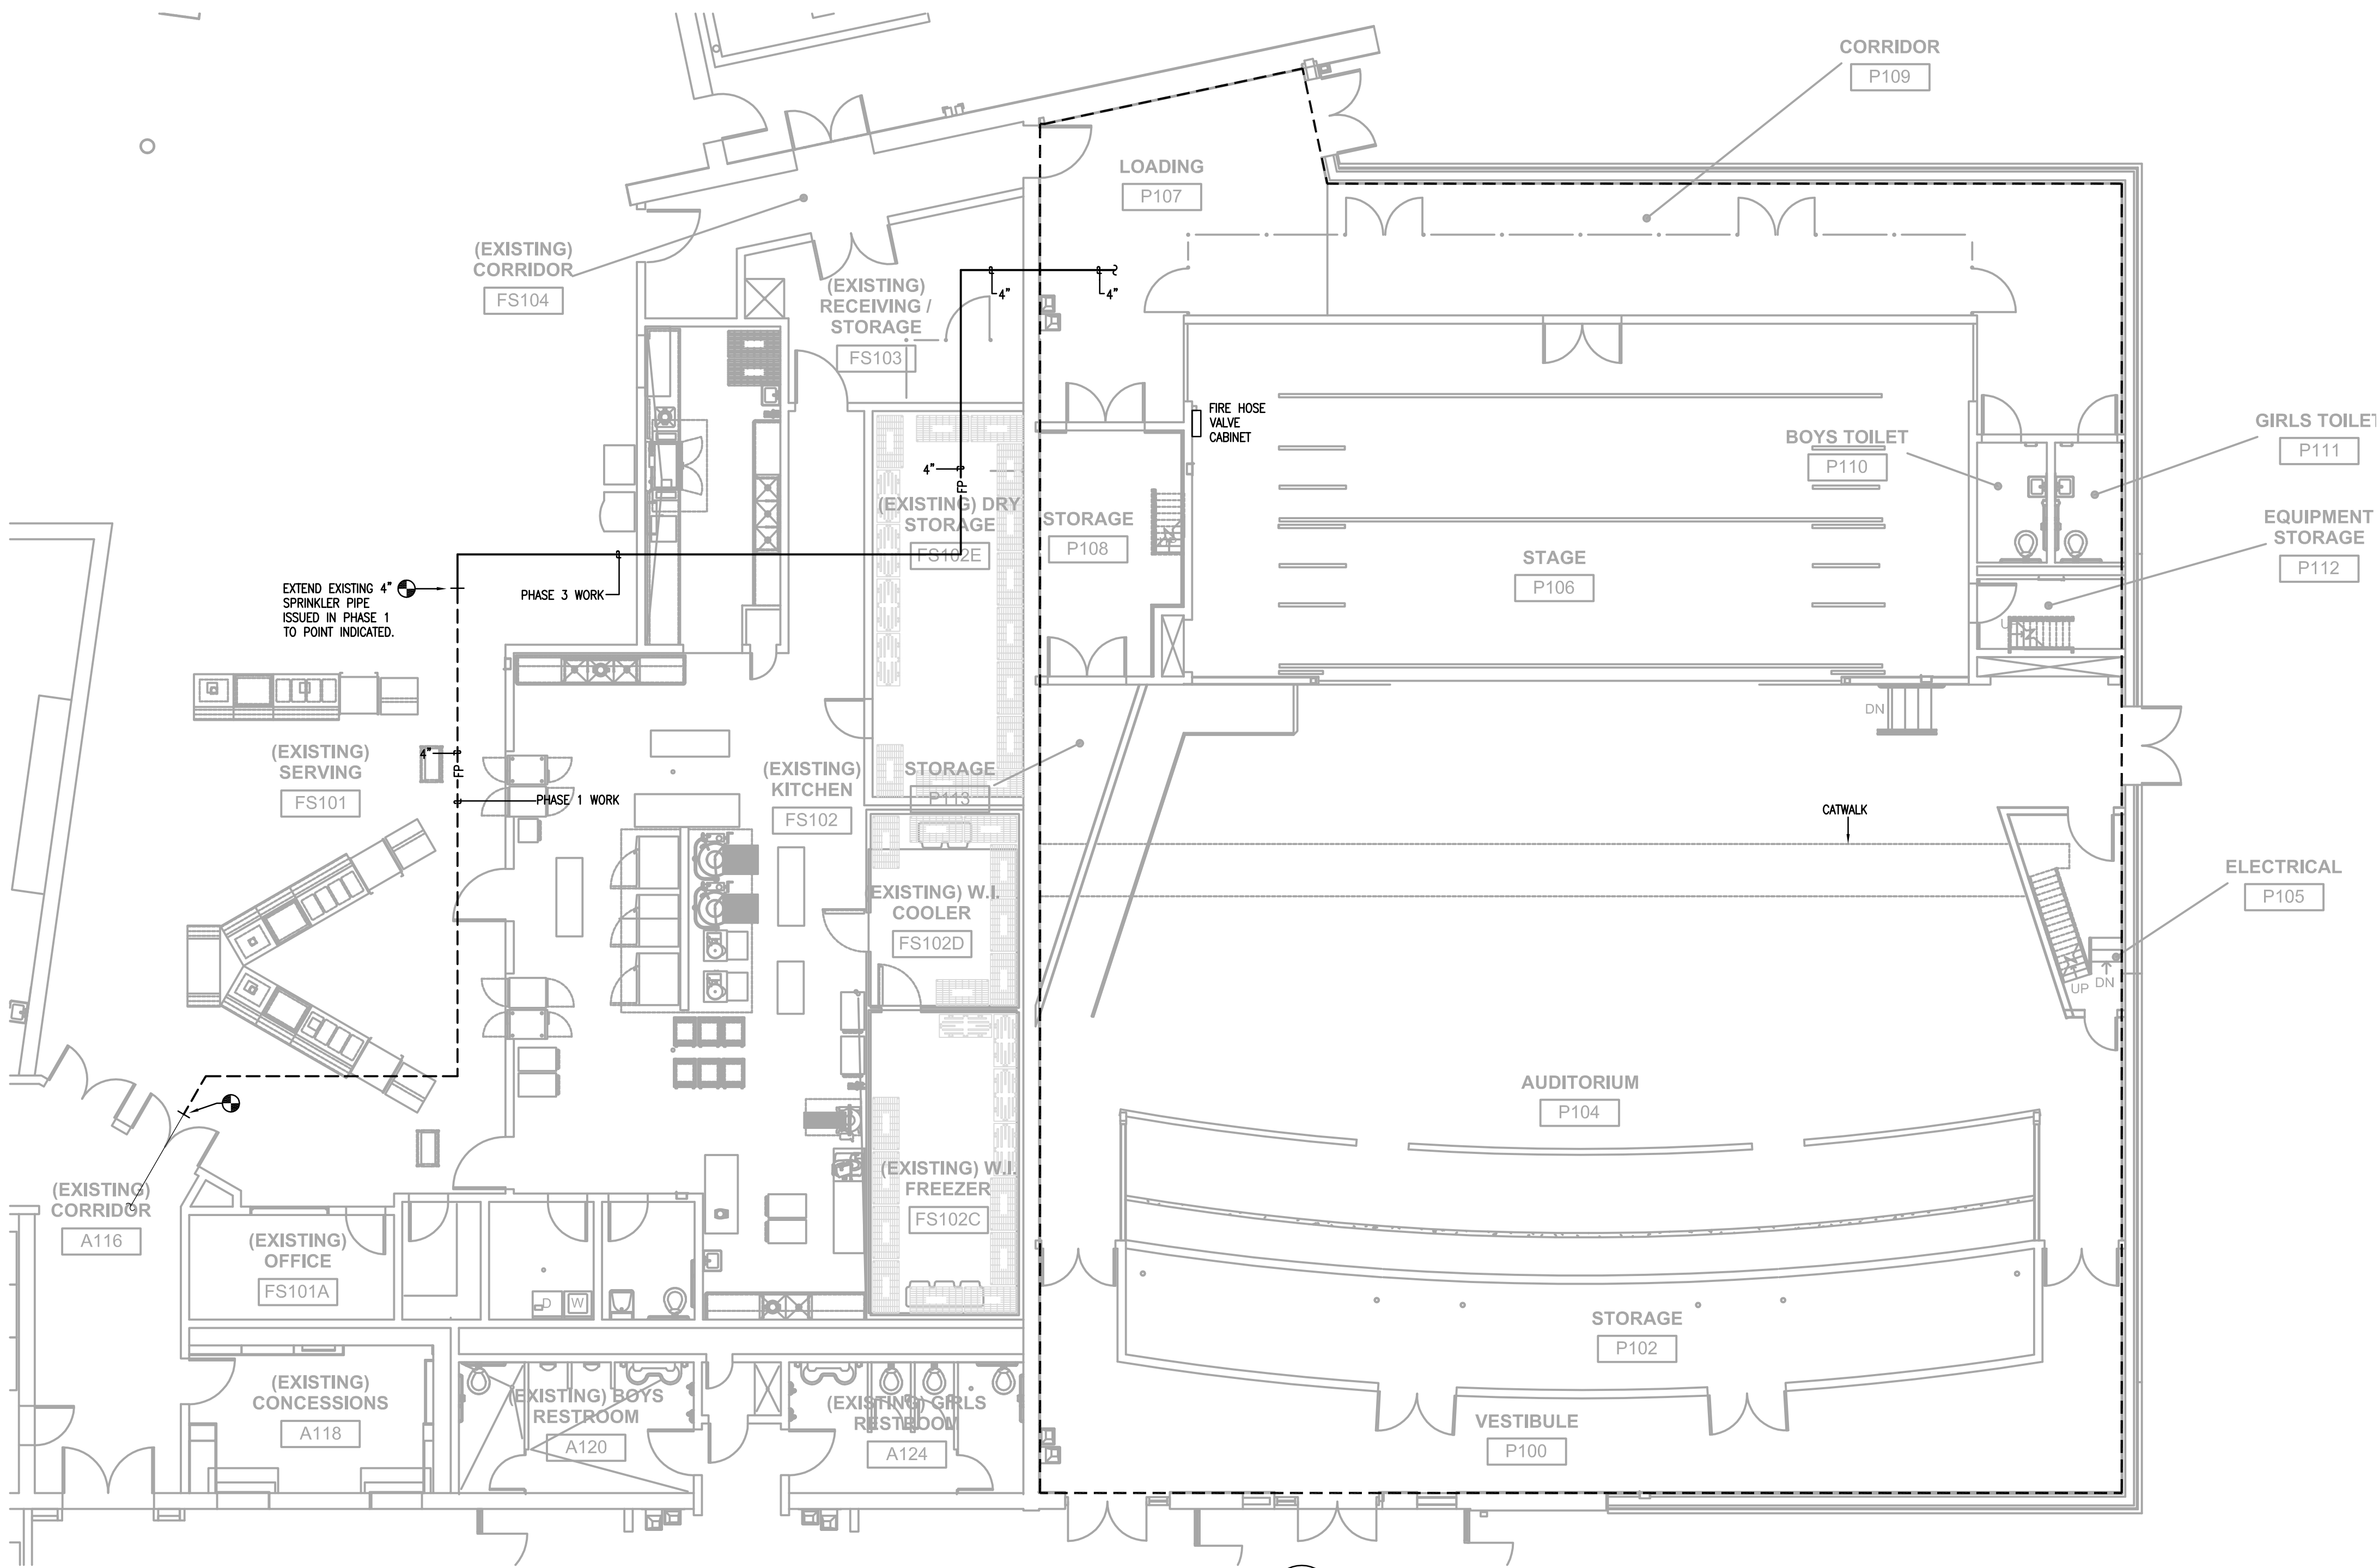 CORRIDOR
P109
LOADING
P107
(EXISTING)
CORRIDOR
FS104
(EXISTING)
RECEIVING /
STORAGE
FS103
4"
4"
FIRE HOSE
VALVE
CABINET
BOYS TOILET
P110
GIRLS TOILET
P111
EQUIPMENT
STORAGE
P112
4"
FP
(EXISTING) DRY
STORAGE
FS102E
STORAGE
P108
STAGE
P106
EXTEND EXISTING 4"
SPRINKLER PIPE
ISSUED IN PHASE 1
TO POINT INDICATED.
PHASE 3 WORK
DN
(EXISTING)
SERVING
FS101
4"
FP
PHASE 1 WORK
(EXISTING)
KITCHEN
FS102
STORAGE
P113
CATWALK
ELECTRICAL
P105
(EXISTING) W.I.
COOLER
FS102D
UP
DN
AUDITORIUM
P104
(EXISTING)
CORRIDOR
A116
(EXISTING) W.I.
FREEZER
FS102C
(EXISTING)
OFFICE
FS101A
D
W
STORAGE
P102
(EXISTING)
CONCESSIONS
A118
(EXISTING) BOYS
RESTROOM
A120
(EXISTING) GIRLS
RESTROOM
A124
VESTIBULE
P100